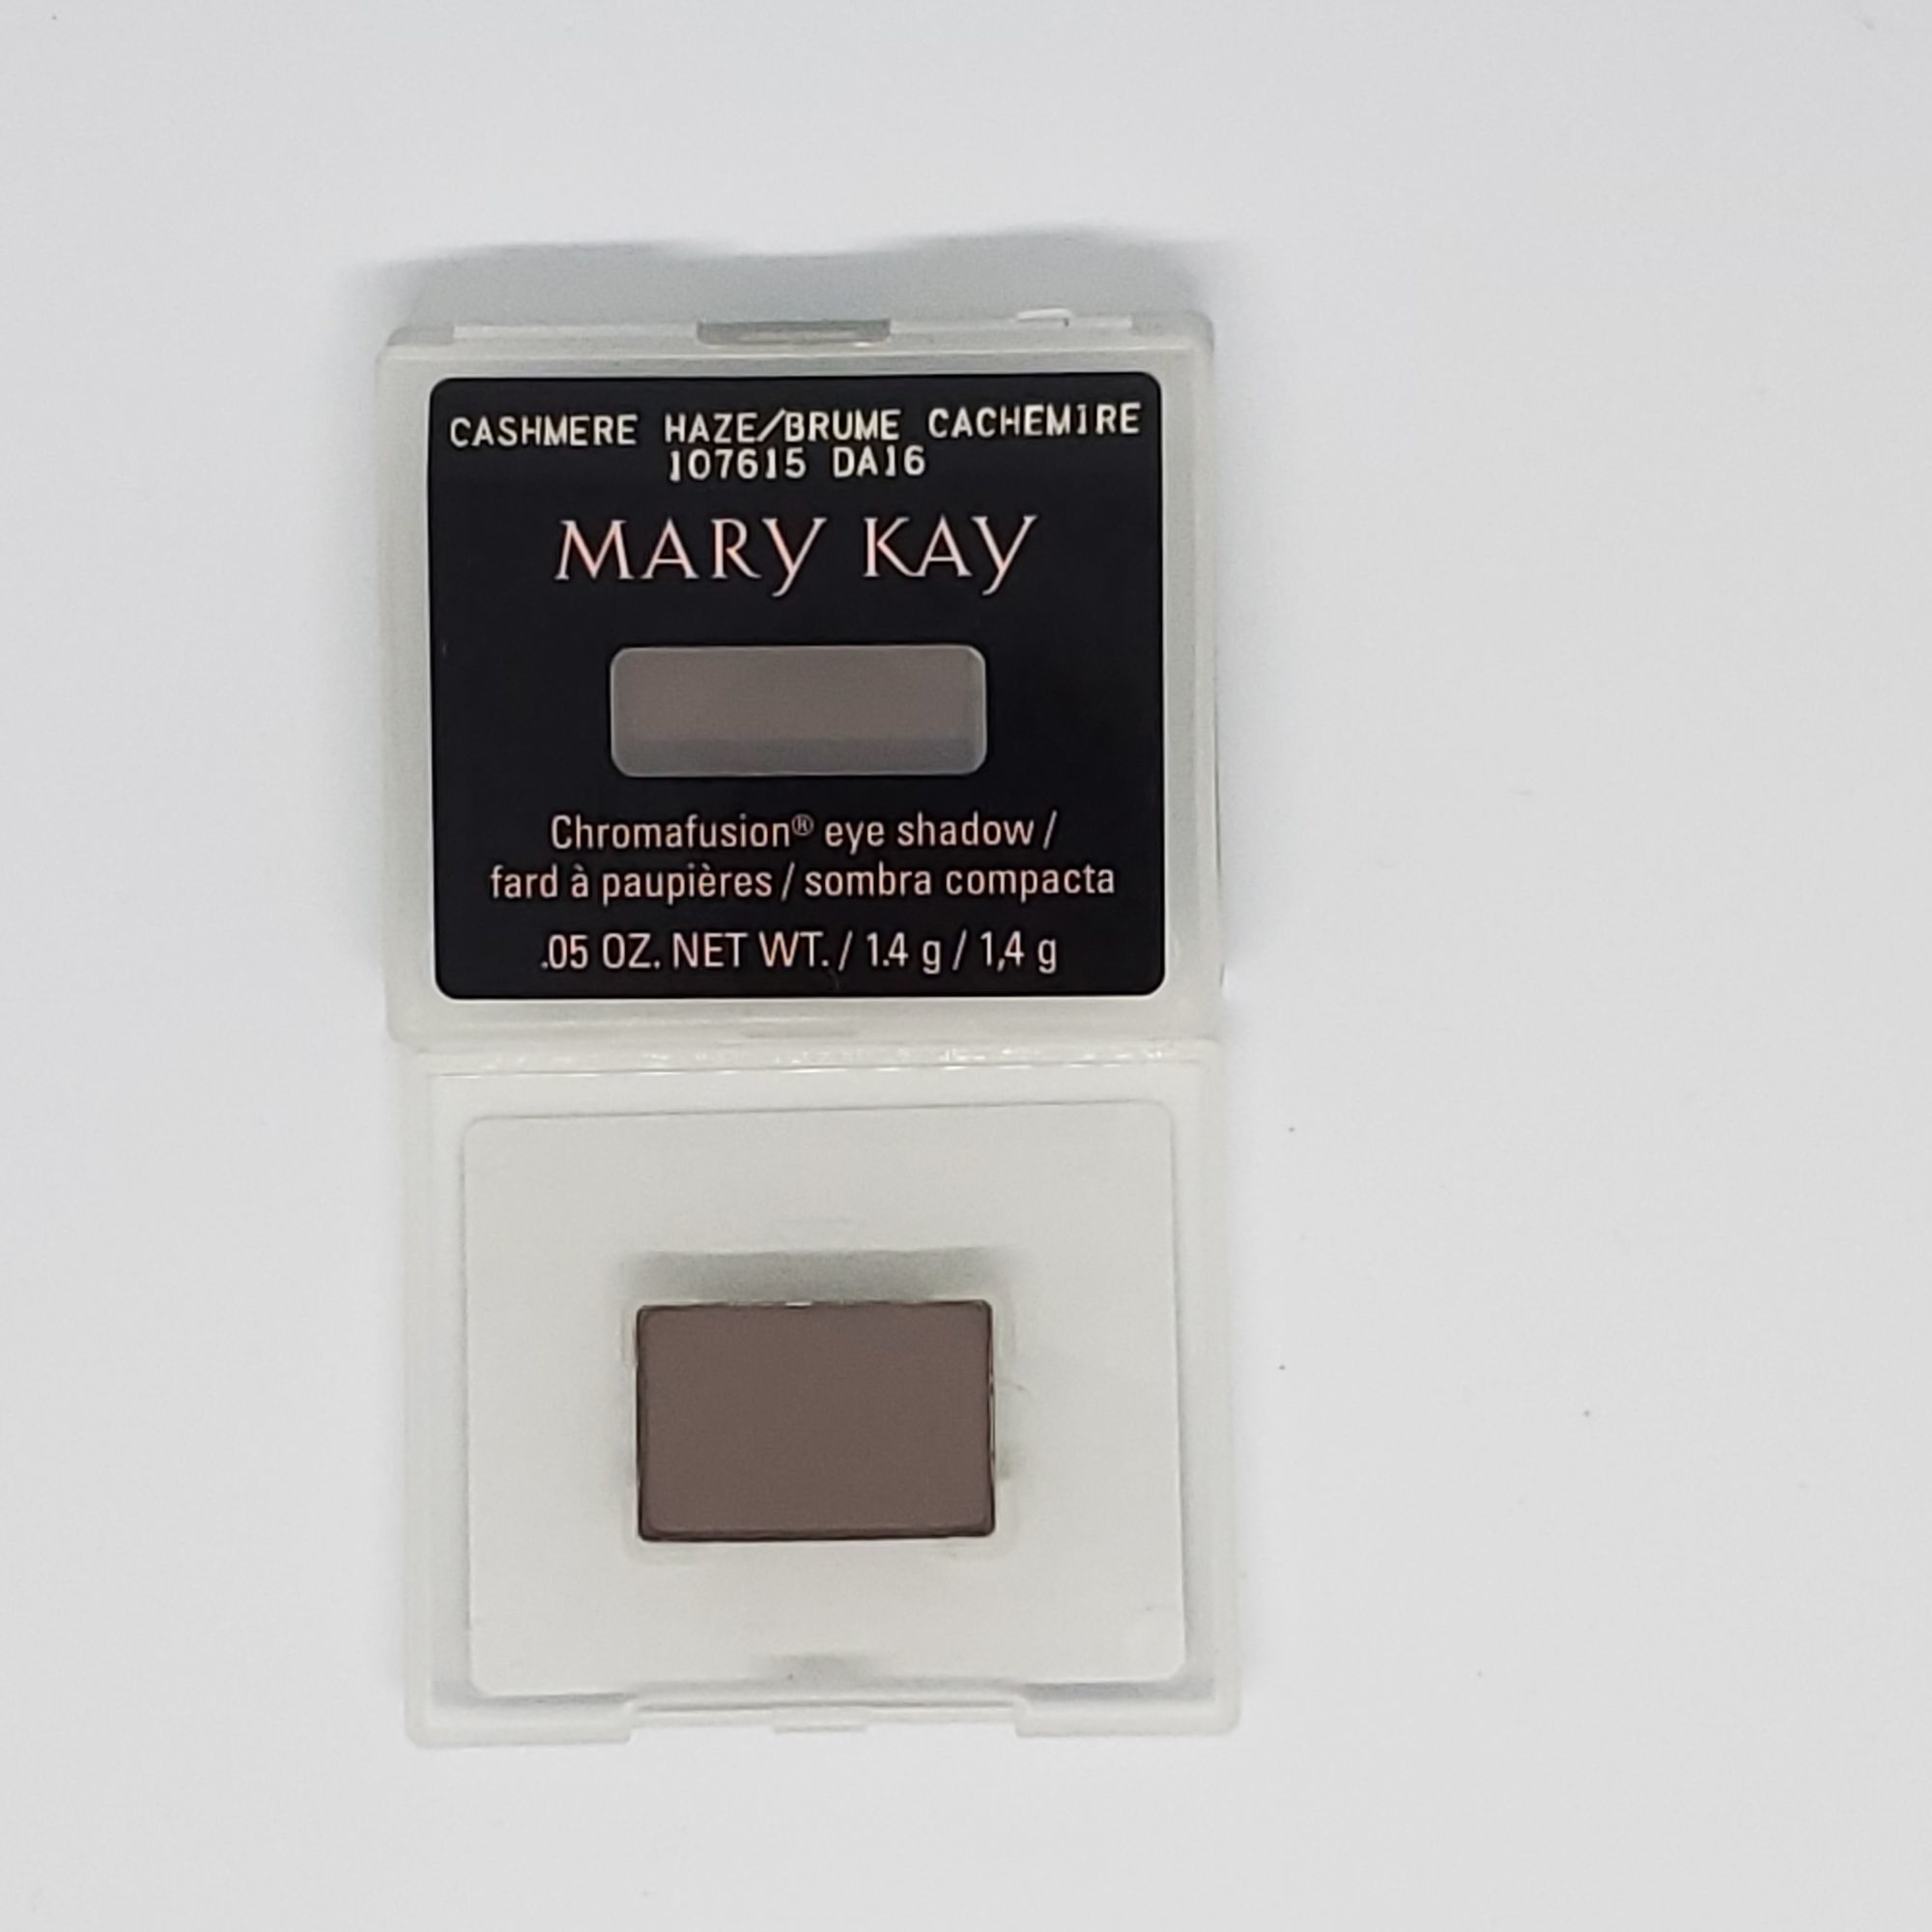 CASHMERE HAZE/BRUME CACHEMIRE
107615 DA16
MARY KAY
Chromafusion® eye shadow /
fard à paupières / sombra compacta
.05 OZ. NET WT. / 1.4 g / 1,4 g